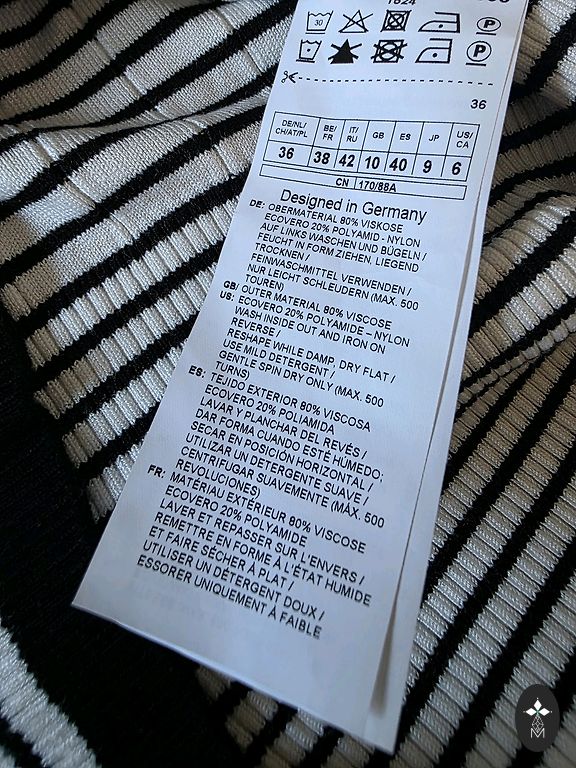 1624
30
P
P
36
DE/NL/ CH/AT/PL BE/ FR IT/ RU GB ES JP US/ CA
36 38 42 10 40 9 6
CN 170/88A
Designed in Germany
DE: OBERMATERIAL 80% VISKOSE
ECOVERO 20% POLYAMID - NYLON
AUF LINKS WASCHEN UND BÜGELN /
FEUCHT IN FORM ZIEHEN, LIEGEND
TROCKNEN /
FEINWASCHMITTEL VERWENDEN /
NUR LEICHT SCHLEUDERN (MAX. 500
TOUREN)
GB/ OUTER MATERIAL 80% VISCOSE
US: ECOVERO 20% POLYAMIDE – NYLON
WASH INSIDE OUT AND IRON ON
REVERSE /
RESHAPE WHILE DAMP, DRY FLAT /
USE MILD DETERGENT /
GENTLE SPIN DRY ONLY (MAX. 500
TURNS)
ES: TEJIDO EXTERIOR 80% VISCOSA
ECOVERO 20% POLIAMIDA
LAVAR Y PLANCHAR DEL REVÉS /
DAR FORMA CUANDO ESTÉ HÚMEDO;
SECAR EN POSICIÓN HORIZONTAL /
UTILIZAR UN DETERGENTE SUAVE /
CENTRIFUGAR SUAVEMENTE (MÁX. 500
REVOLUCIONES)
FR: MATÉRIAU EXTÉRIEUR 80% VISCOSE
ECOVERO 20% POLYAMIDE
LAVER ET REPASSER SUR L'ENVERS /
REMETTRE EN FORME À L'ÉTAT HUMIDE
ET FAIRE SÉCHER À PLAT /
UTILISER UN DÉTERGENT DOUX /
ESSORER UNIQUEMENT À FAIBLE
M